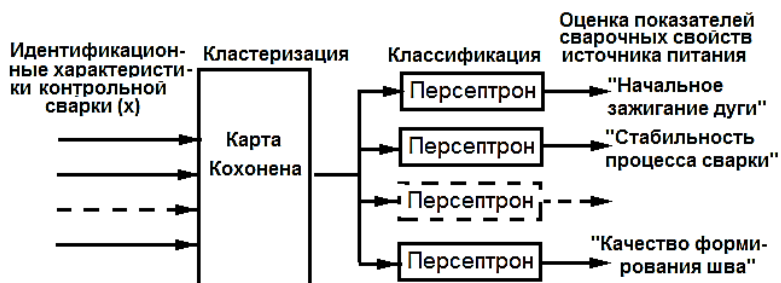 Идентификацион-
ные характеристи-
ки контрольной
сварки (x)
Кластеризация
Карта
Кохонена
Классификация
Персептрон
Персептрон
Персептрон
Персептрон
Оценка показателей
сварочных свойств
источника питания
"Начальное
зажигание дуги"
"Стабильность
процесса сварки"
"Качество форми-
рования шва"